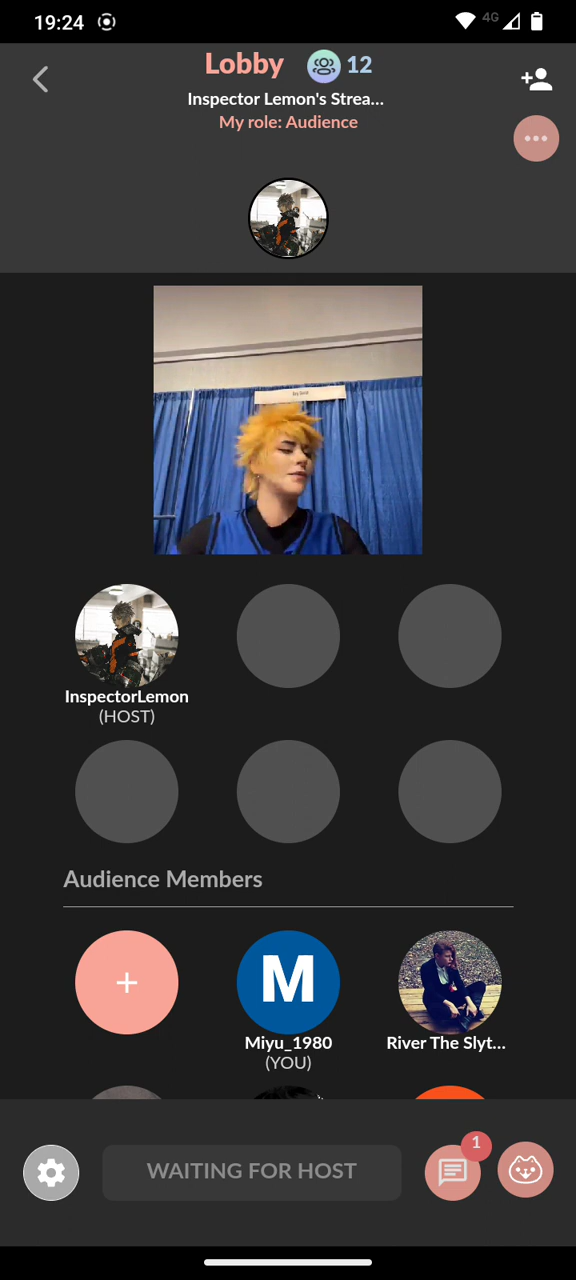 19:24
4G
Lobby
12
Inspector Lemon's Strea...
My role: Audience
InspectorLemon
(HOST)
Audience Members
M
Miyu_1980
(YOU)
River The Slyt...
WAITING FOR HOST
1